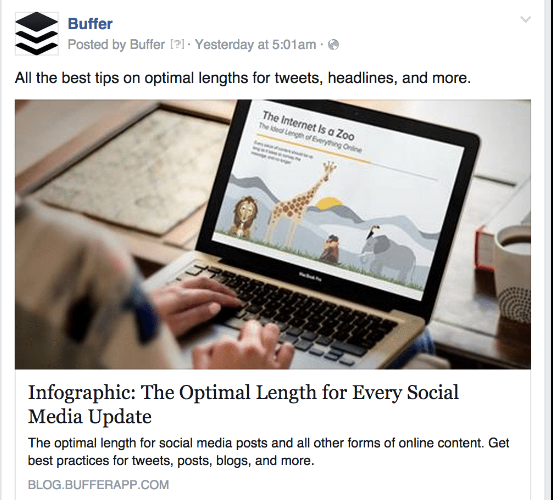 Buffer
Posted by Buffer [?] · Yesterday at 5:01am ·
All the best tips on optimal lengths for tweets, headlines, and more.
The Internet Is a Zoo
The Ideal Length of Everything Online
MacBook Pro
Infographic: The Optimal Length for Every Social
Media Update
The optimal length for social media posts and all other forms of online content. Get
best practices for tweets, posts, blogs, and more.
BLOG.BUFFERAPP.COM